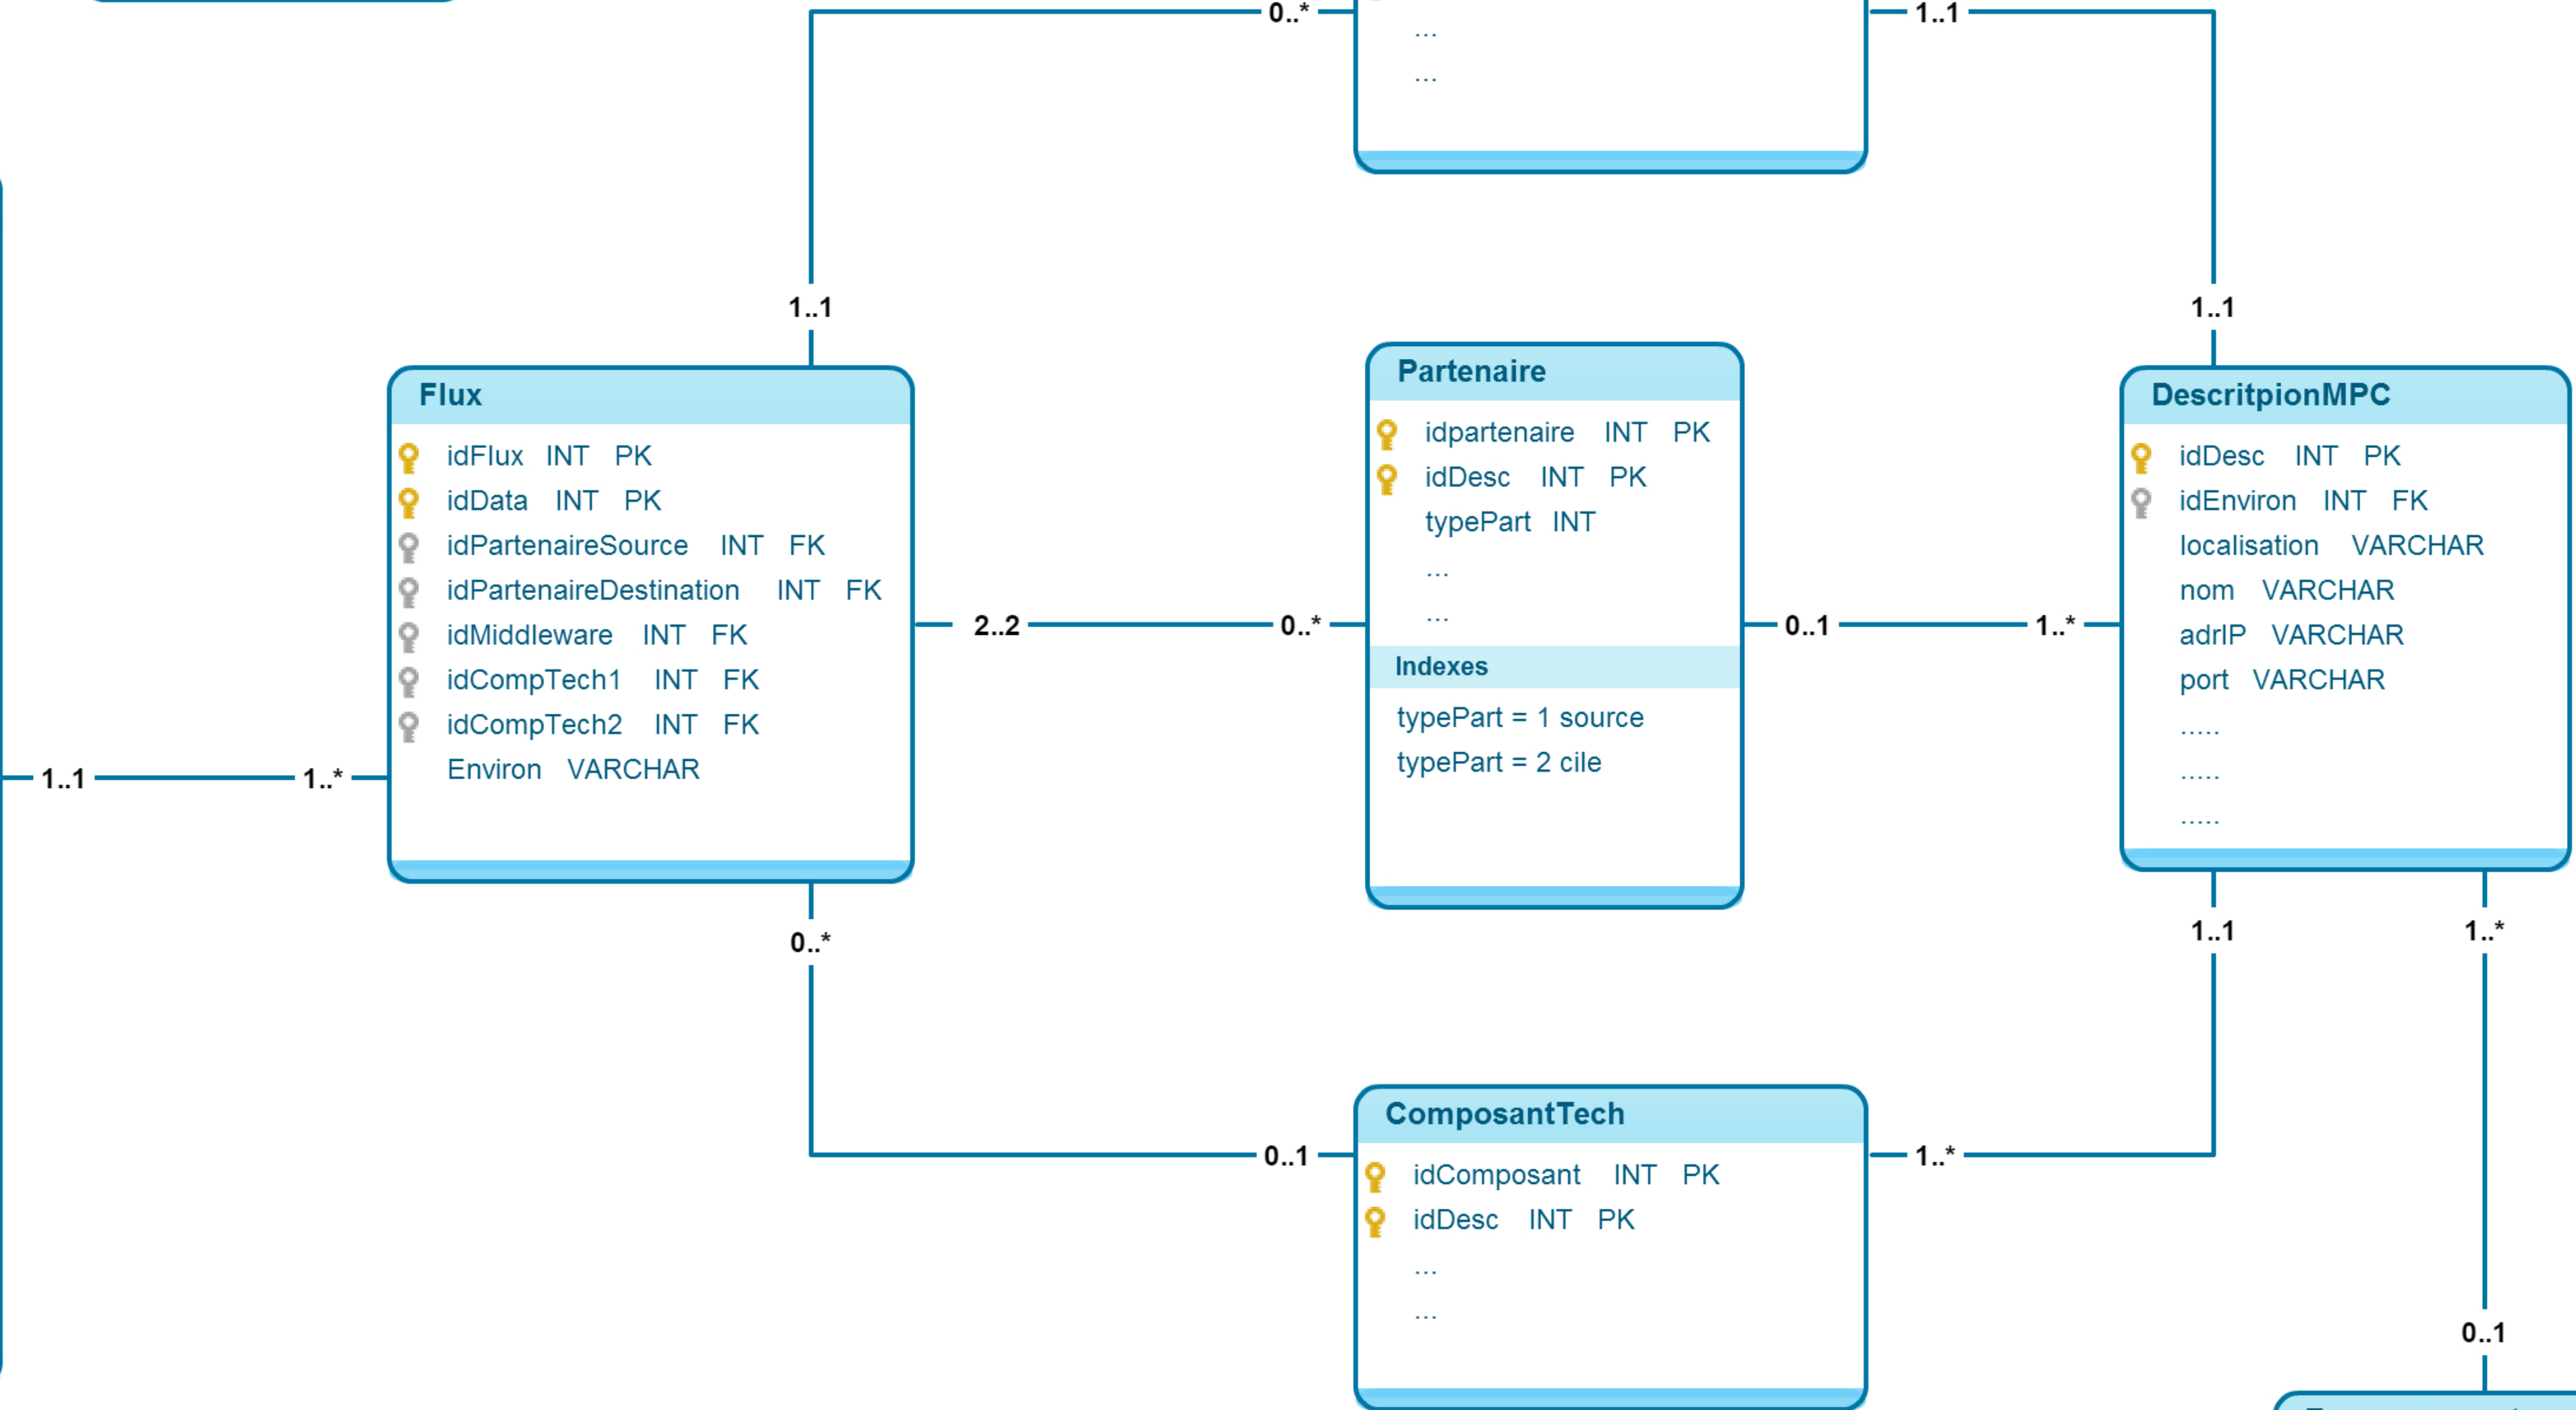 0..*
1..1
...
...
1..1
1..1
Flux
idFlux INT PK
idData INT PK
idPartenaireSource INT FK
idPartenaireDestination INT FK
idMiddleware INT FK
idCompTech1 INT FK
idCompTech2 INT FK
Environ VARCHAR
1..1
1..*
2..2
0..*
Partenaire
idpartenaire INT PK
idDesc INT PK
typePart INT
...
...
Indexes
typePart = 1 source
typePart = 2 cile
0..1
1..*
DescritpionMPC
idDesc INT PK
idEnviron INT FK
localisation VARCHAR
nom VARCHAR
adrIP VARCHAR
port VARCHAR
.....
.....
.....
0..*
1..1
1..*
0..1
ComposantTech
idComposant INT PK
idDesc INT PK
...
...
1..*
0..1